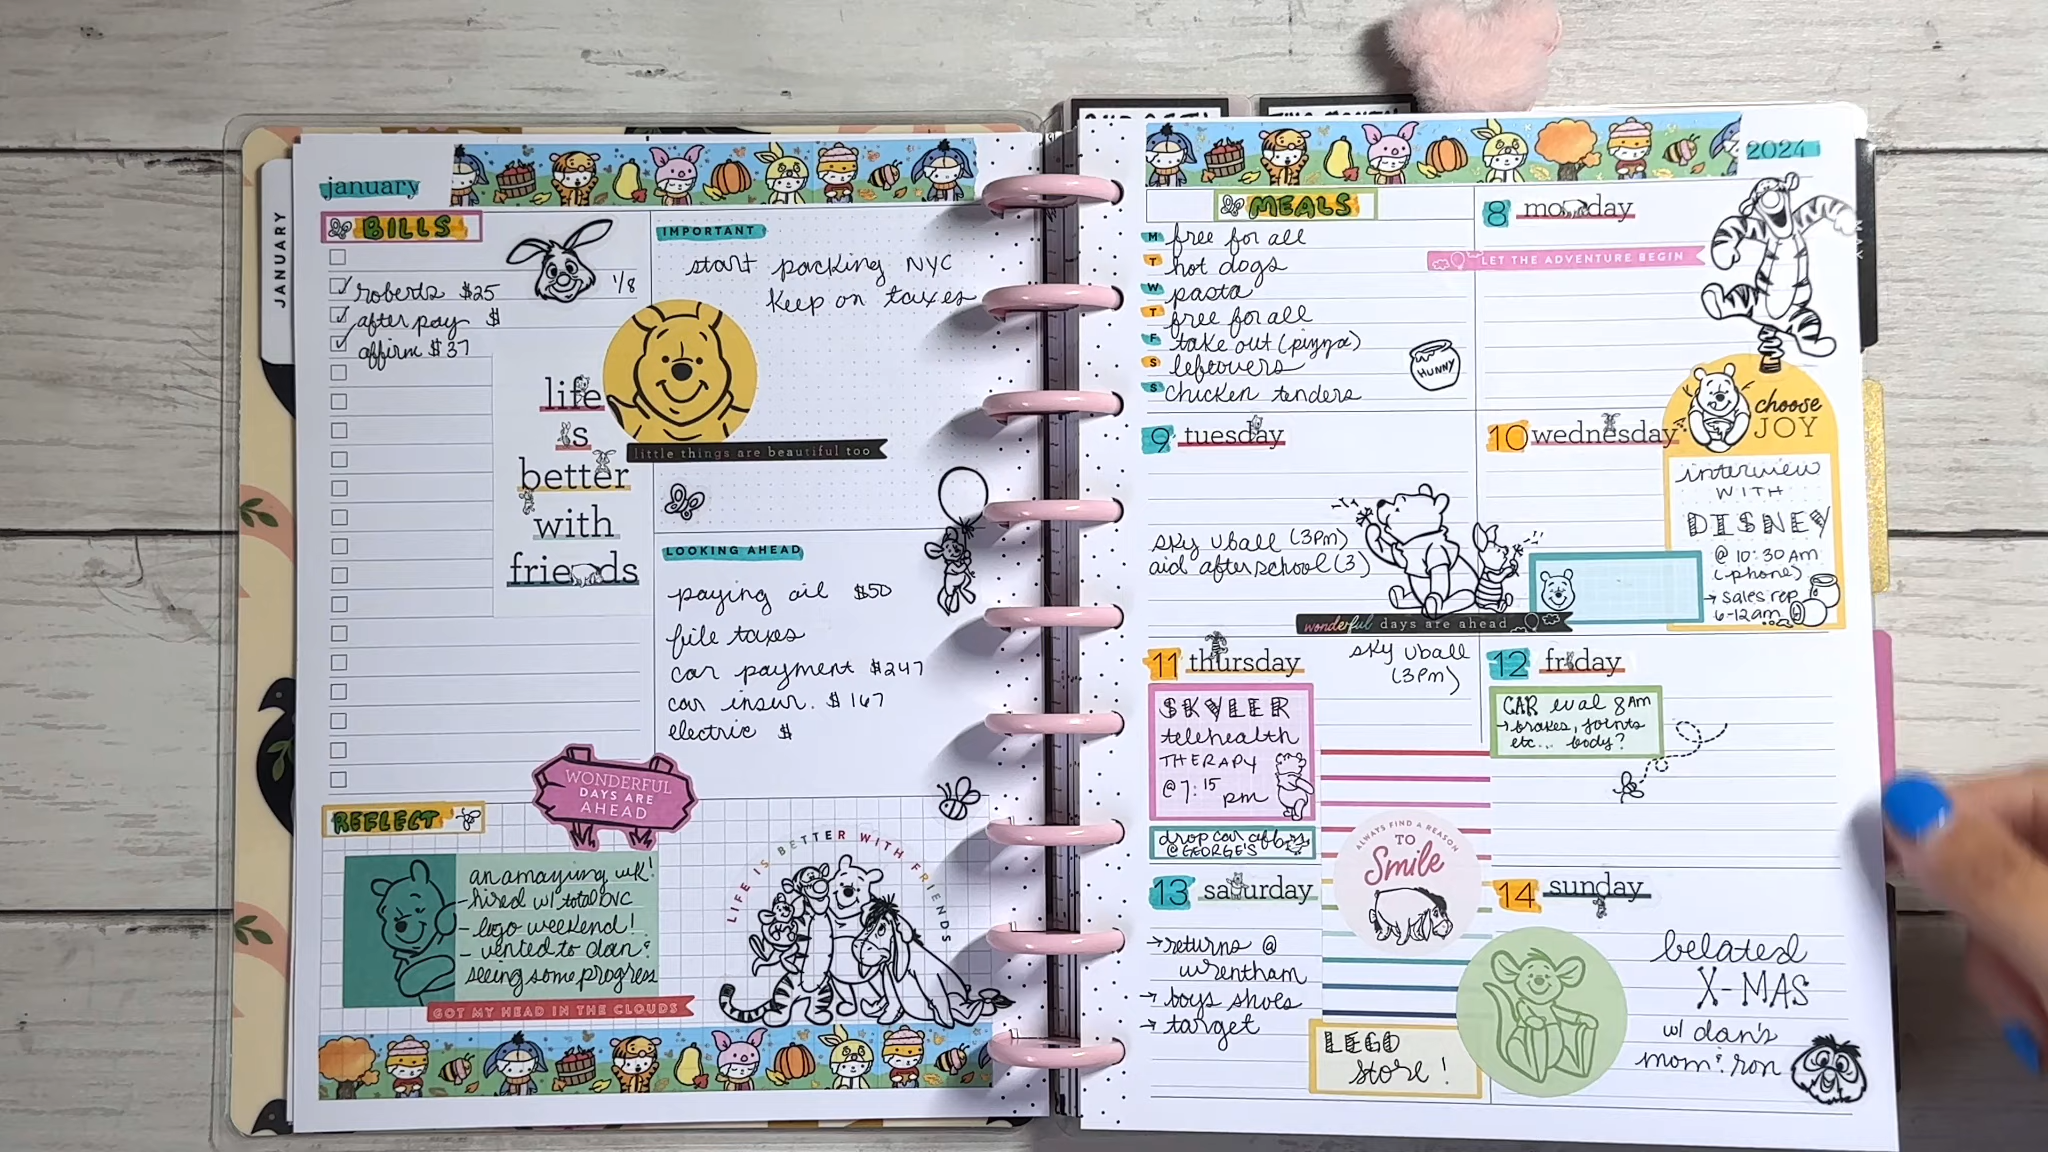 january
JANUARY
BILLS
roberts $25
1/8
after pay $
affirm $37
life
is
better
with
friends
IMPORTANT
start packing NYC
keep on taxes
little things are beautiful too
LOOKING AHEAD
paying oil $50
file taxes
car payment $247
car insur. $167
electric $
WONDERFUL
DAYS ARE
AHEAD
REFLECT
an amazing wk!
- hired w/ total BVC
- lego weekend!
- vented to dan &
seeing some progress
GOT MY HEAD IN THE CLOUDS
LIFE IS BETTER WITH FRIENDS
2024
MEALS
M free for all
T hot dogs
W pasta
T free for all
F take out (pizza)
S leftovers
S chicken tenders
HUNNY
8 monday
LET THE ADVENTURE BEGIN
9 tuesday
sky vball (3pm)
aid after school (3)
wonderful days are ahead
10 wednesday
choose
JOY
interview
WITH
DISNEY
@ 10:30 AM
(phone)
→ sales rep
6-12am
11 thursday
sky vball
(3pm)
SKYLER
telehealth
THERAPY
@ 7:15 pm
drop car off
@ GEORGE'S
12 friday
CAR eval 8AM
→ brakes, joints
etc... body?
13 saturday
→ returns @
wrentham
→ boys shoes
→ target
ALWAYS FIND A REASON
TO
Smile
LEGO
store!
14 sunday
belated
X-MAS
w/ dan's
mom & ron